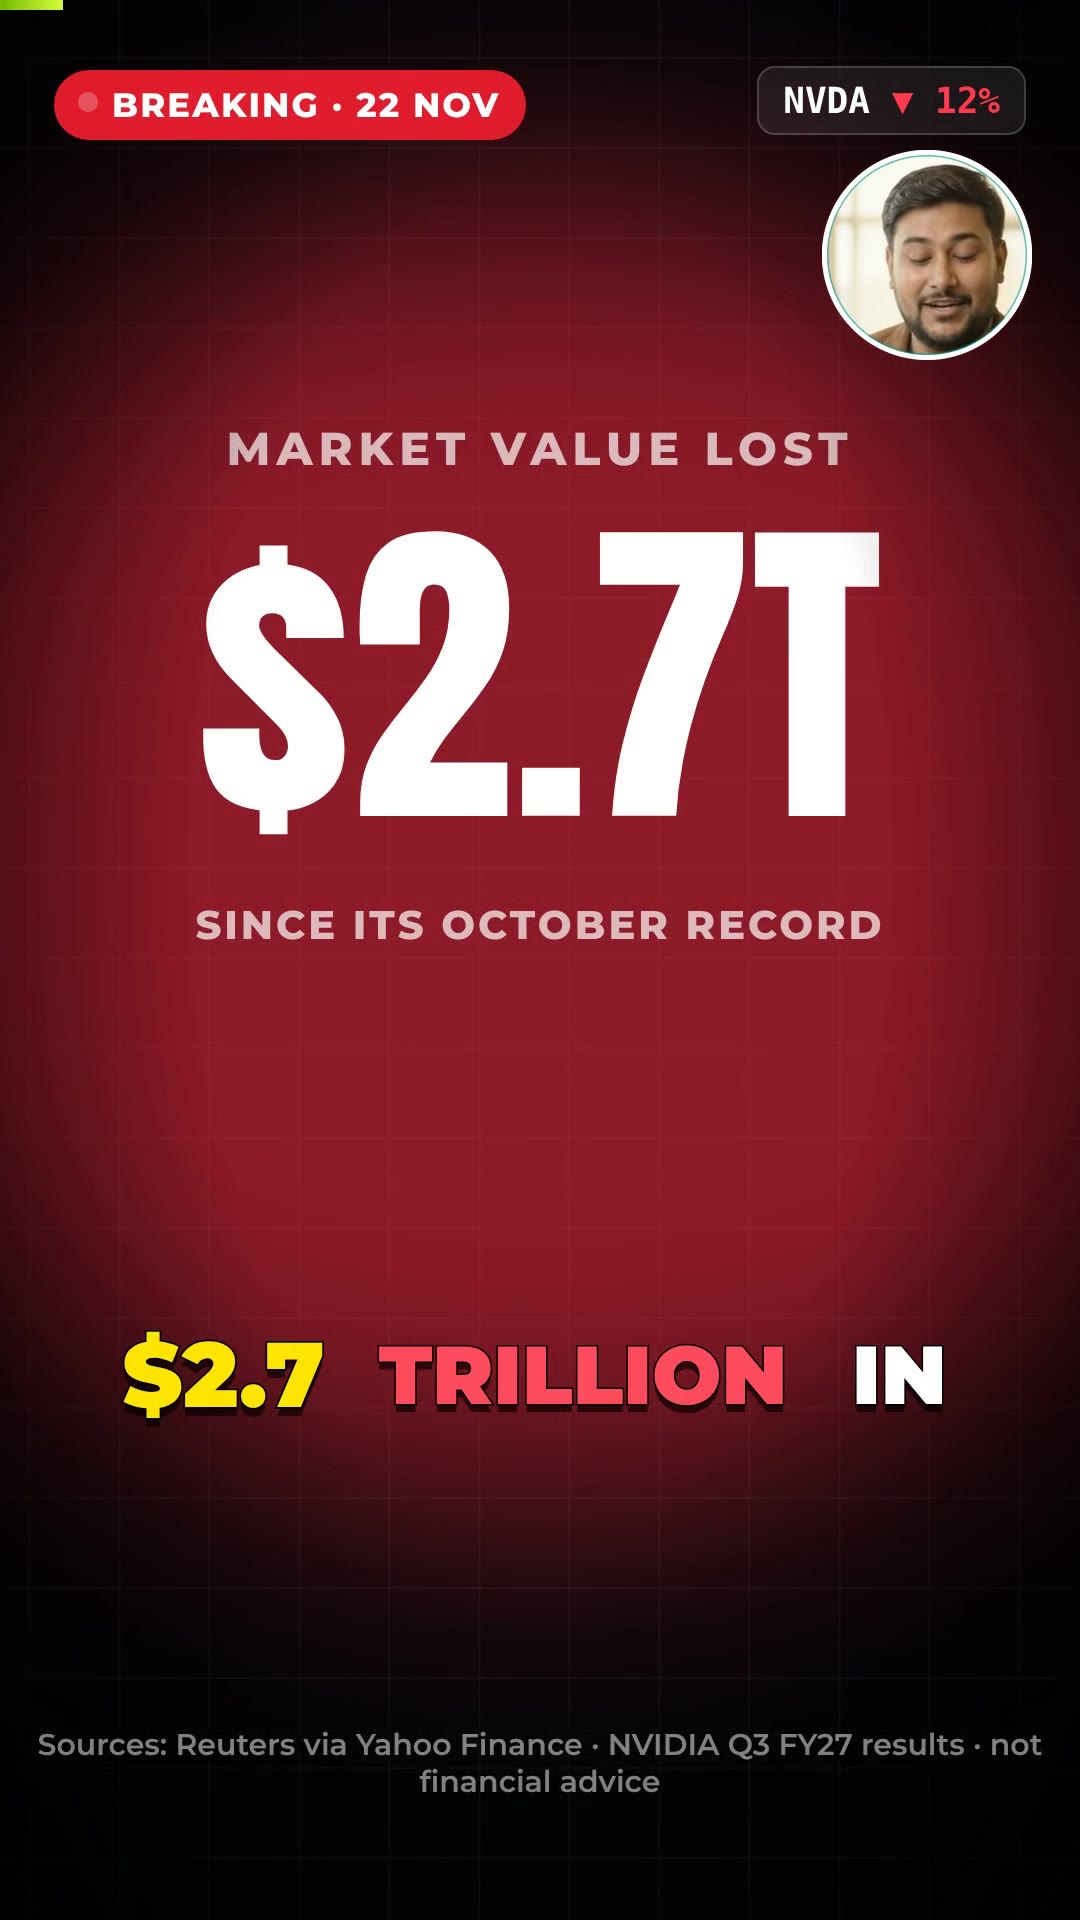 BREAKING · 22 NOV
NVDA ▼ 12%
MARKET VALUE LOST
$2.7T
SINCE ITS OCTOBER RECORD
$2.7 TRILLION IN
Sources: Reuters via Yahoo Finance · NVIDIA Q3 FY27 results · not
financial advice